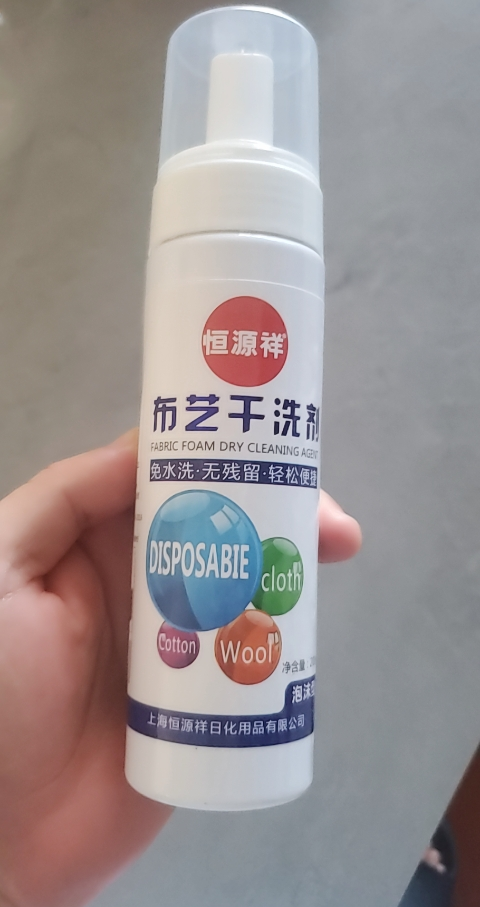 恒源祥
布艺干洗剂
FABRIC FOAM DRY CLEANING AGENT
免水洗·无残留·轻松便捷
DISPOSABIE
cloth
Cotton
Wool
净含量:
泡沫
上海恒源祥日化用品有限公司